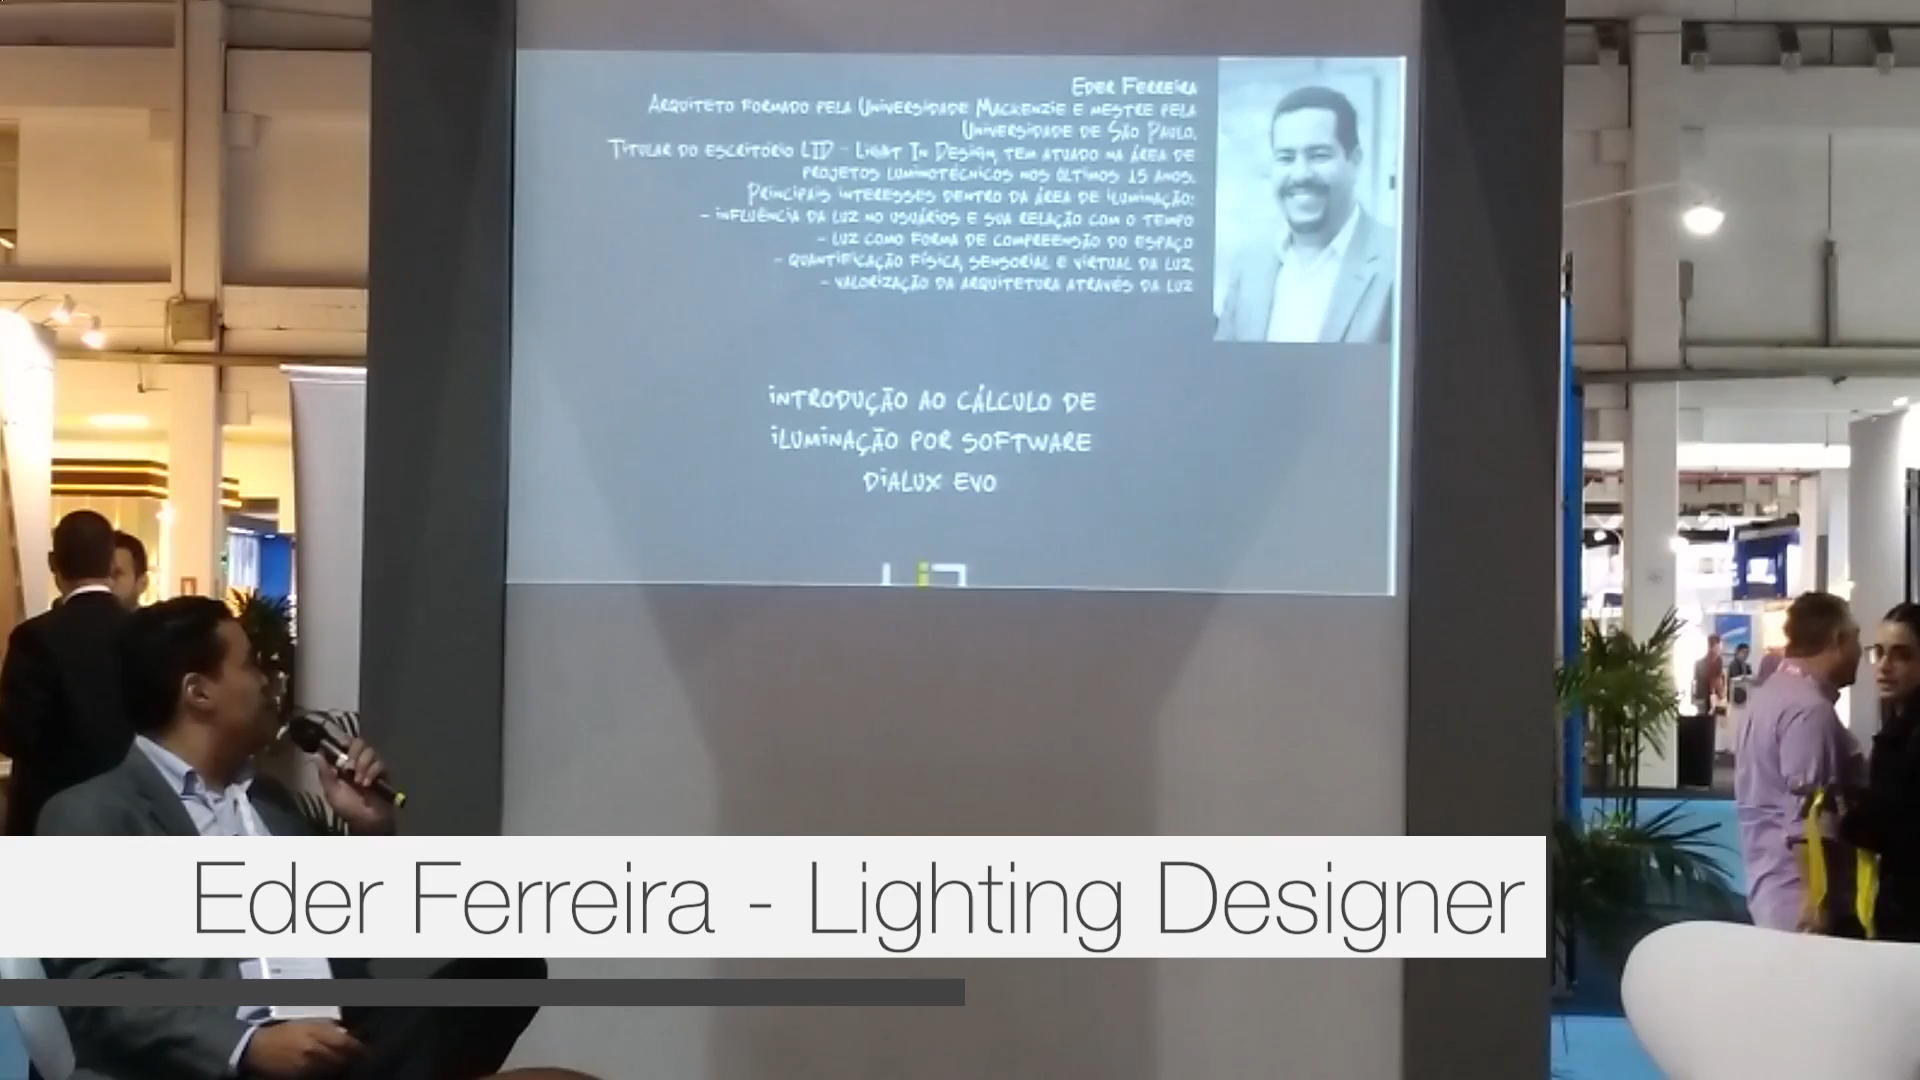 Eder Ferreira
Arquiteto formado pela Universidade Mackenzie e mestre pela
Universidade de São Paulo.
Titular do escritório LID - Light In Design, tem atuado na área de
projetos luminotécnicos nos últimos 15 anos.
Principais interesses dentro da área de iluminação:
- influência da luz no usuários e sua relação com o tempo
- luz como forma de compreensão do espaço
- quantificação física, sensorial e virtual da luz
- valorização da arquitetura através da luz
introdução ao cálculo de
iluminação por software
DiALux evo
Eder Ferreira - Lighting Designer